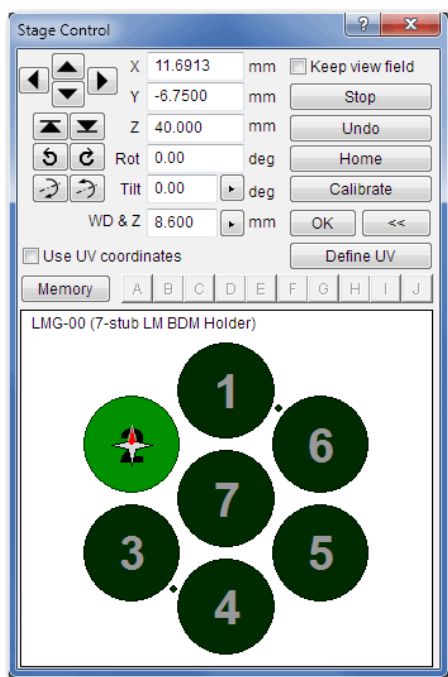 Stage Control
?
X
X 11.6913 mm Keep view field
Y -6.7500 mm Stop
Z 40.000 mm Undo
Rot 0.00 deg Home
Tilt 0.00 deg Calibrate
WD & Z 8.600 mm OK <<
Use UV coordinates Define UV
Memory A B C D E F G H I J
LMG-00 (7-stub LM BDM Holder)
1
2
6
7
3
5
4